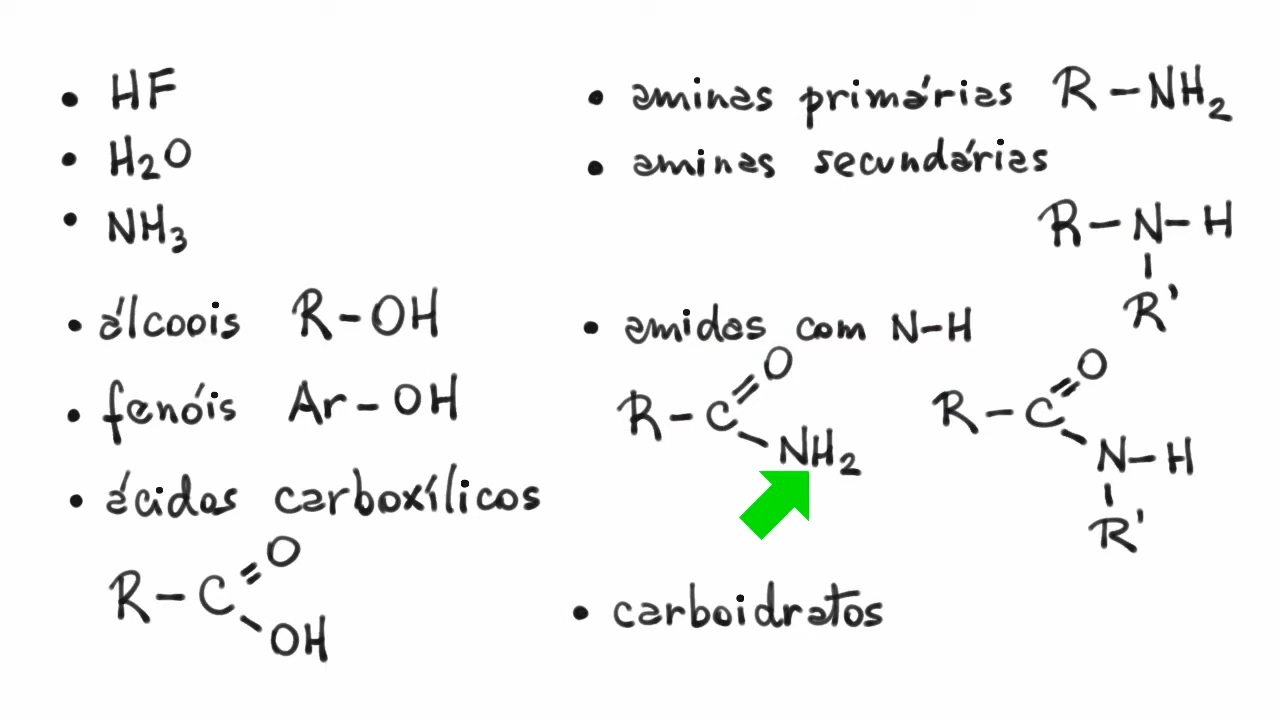 • HF
• H₂O
• NH₃
• álcoois R-OH
• fenóis Ar-OH
• ácidos carboxílicos
O
R-C
OH
• aminas primárias R-NH₂
• aminas secundárias
R-N-H
R'
• amidas com N-H
O
R-C
NH₂
O
R-C
N-H
R'
• carboidratos